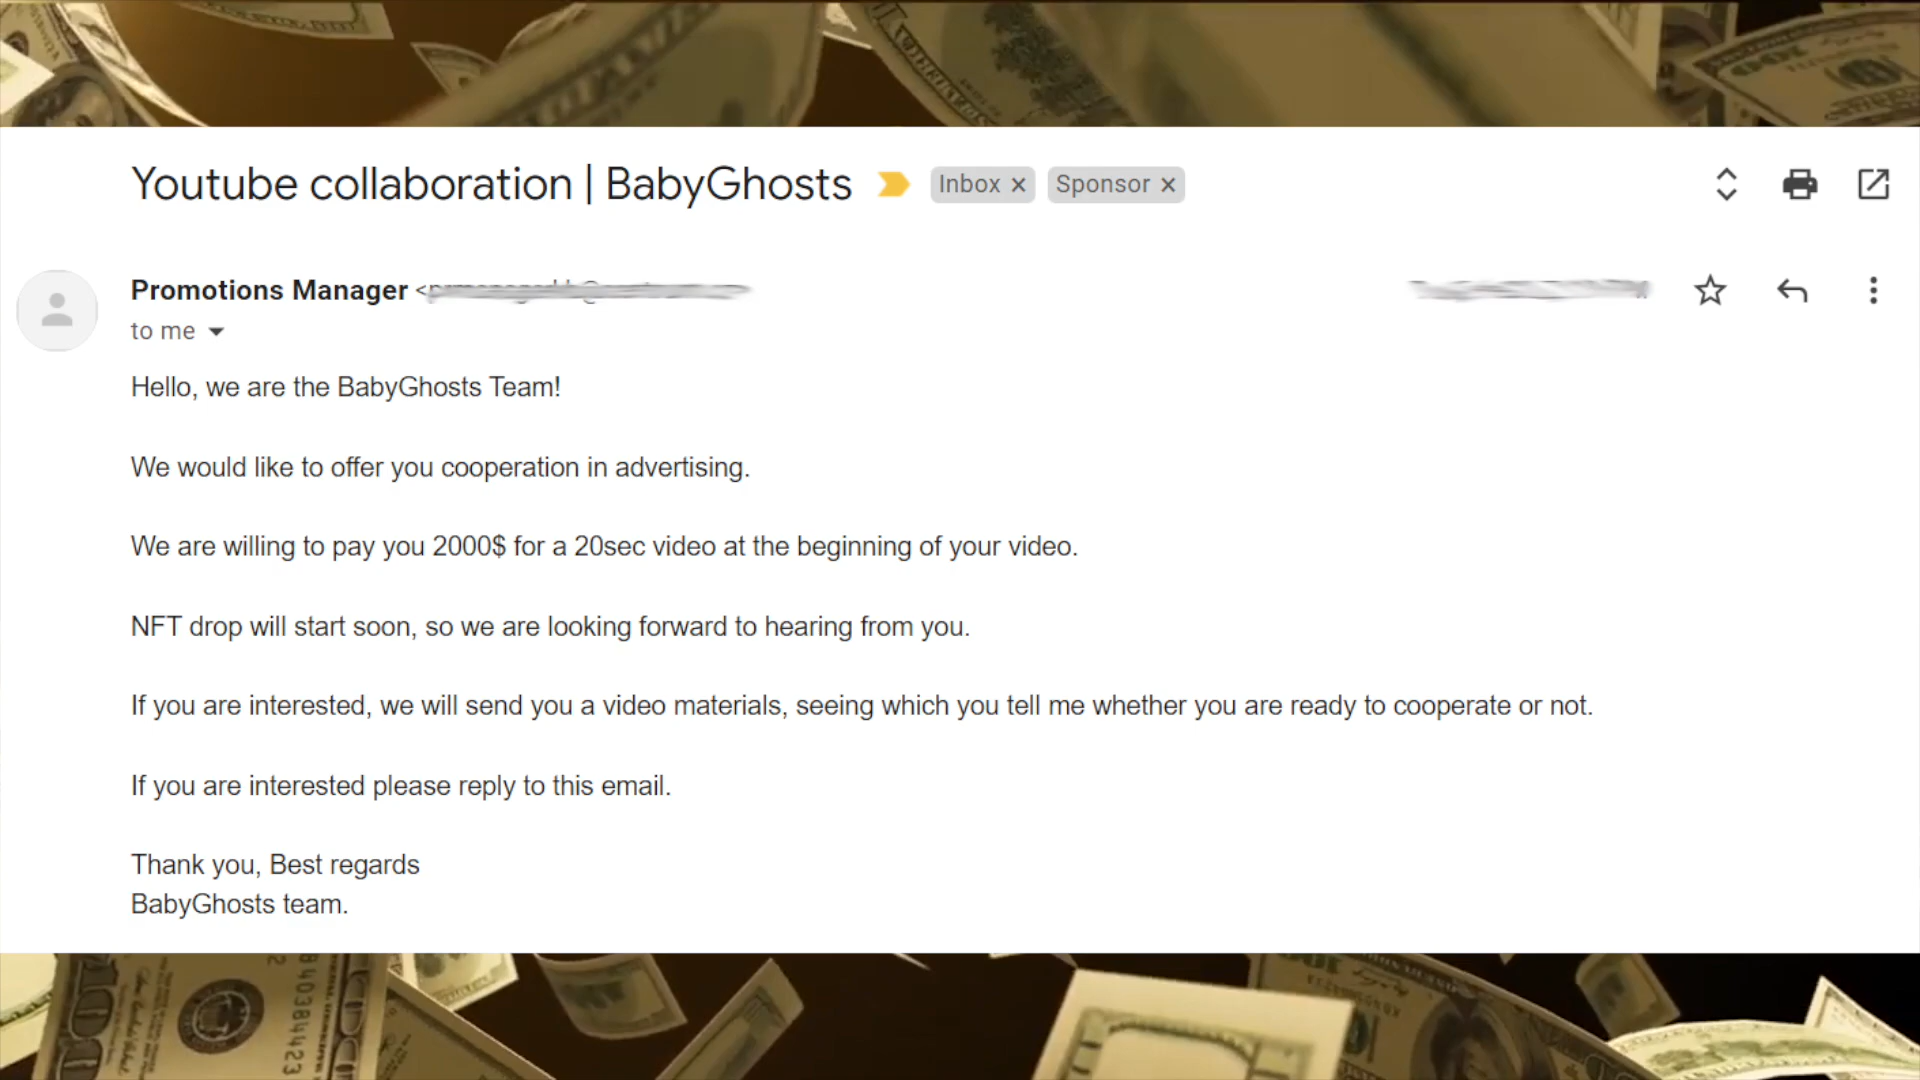 Youtube collaboration | BabyGhosts Inbox × Sponsor ×
Promotions Manager <
to me
Hello, we are the BabyGhosts Team!
We would like to offer you cooperation in advertising.
We are willing to pay you 2000$ for a 20sec video at the beginning of your video.
NFT drop will start soon, so we are looking forward to hearing from you.
If you are interested, we will send you a video materials, seeing which you tell me whether you are ready to cooperate or not.
If you are interested please reply to this email.
Thank you, Best regards
BabyGhosts team.